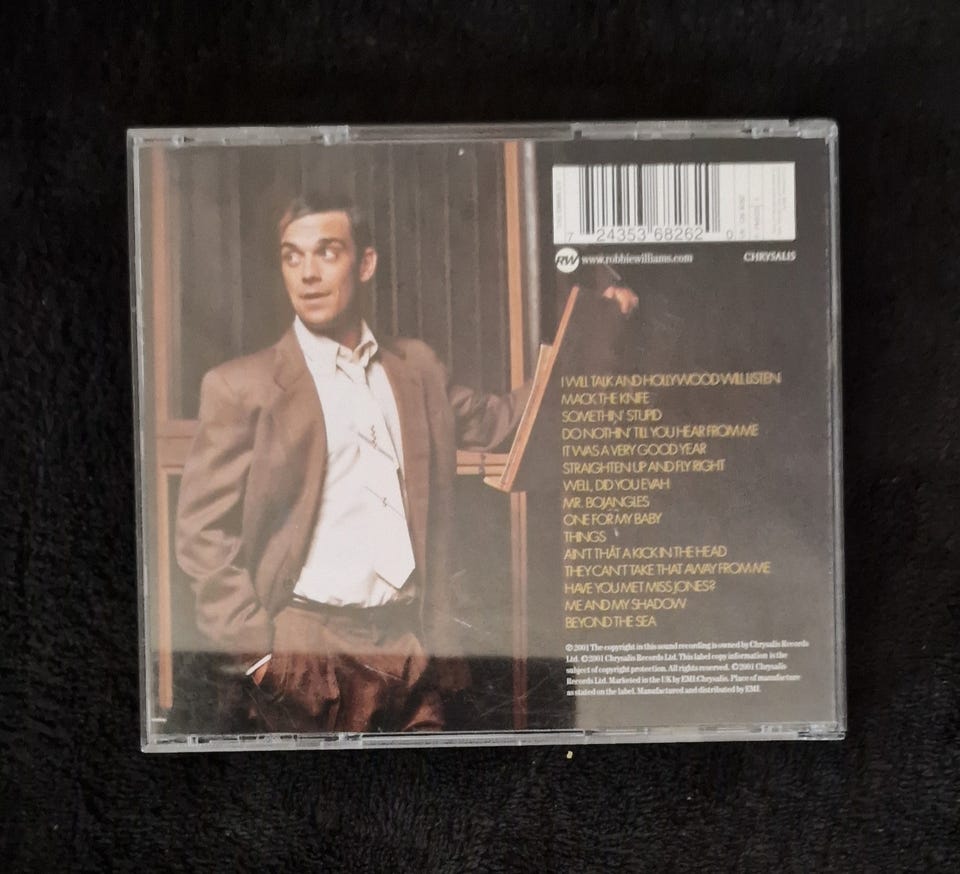 7 24353 68262 0
RW www.robbiewilliams.com CHRYSALIS
I WILL TALK AND HOLLYWOOD WILL LISTEN
MACK THE KNIFE
SOMETHIN' STUPID
DO NOTHIN' TILL YOU HEAR FROM ME
IT WAS A VERY GOOD YEAR
STRAIGHTEN UP AND FLY RIGHT
WELL, DID YOU EVAH
MR. BOJANGLES
ONE FOR MY BABY
THINGS
AIN'T THAT A KICK IN THE HEAD
THEY CAN'T TAKE THAT AWAY FROM ME
HAVE YOU MET MISS JONES?
ME AND MY SHADOW
BEYOND THE SEA
℗ 2001 The copyright in this sound recording is owned by Chrysalis Records
Ltd. ©2001 Chrysalis Records Ltd. This label copy information is the
subject of copyright protection. All rights reserved. ©2001 Chrysalis
Records Ltd. Marketed in the UK by EMI:Chrysalis. Place of manufacture
as stated on the label. Manufactured and distributed by EMI.